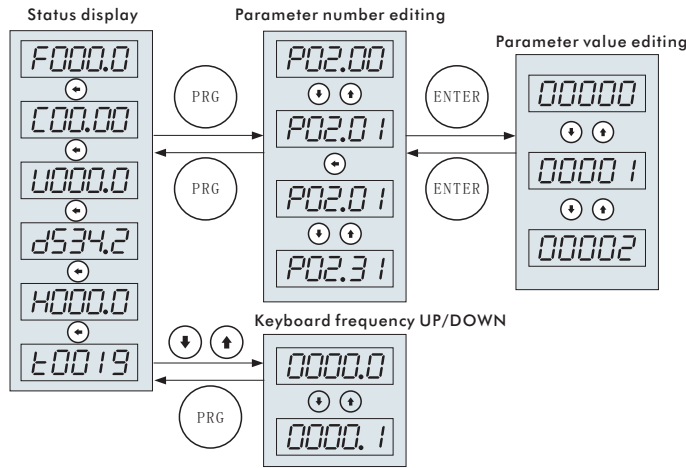 Status display
F000.0
C00.00
U000.0
d534.2
H000.0
t0019
PRG
PRG
Parameter number editing
P02.00
P02.01
P02.01
P02.31
ENTER
ENTER
Parameter value editing
00000
00001
00002
PRG
Keyboard frequency UP/DOWN
0000.0
0000.1